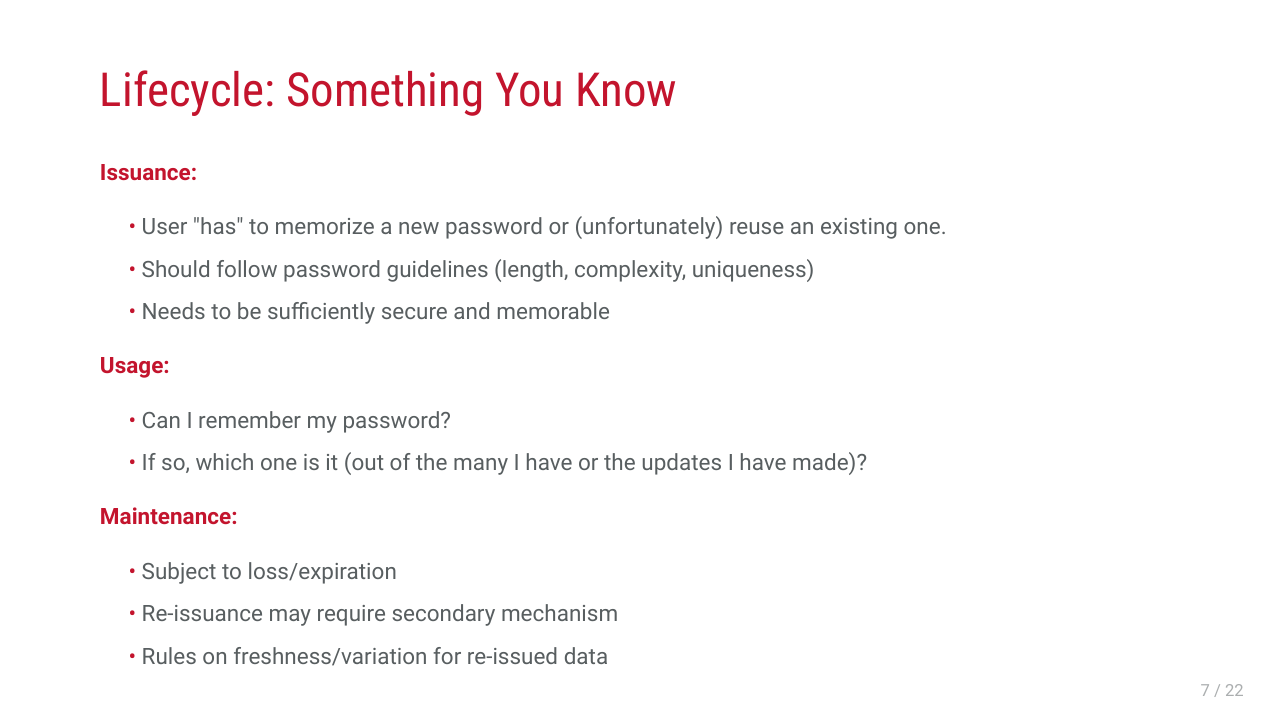 Lifecycle: Something You Know
Issuance:
• User "has" to memorize a new password or (unfortunately) reuse an existing one.
• Should follow password guidelines (length, complexity, uniqueness)
• Needs to be sufficiently secure and memorable
Usage:
• Can I remember my password?
• If so, which one is it (out of the many I have or the updates I have made)?
Maintenance:
• Subject to loss/expiration
• Re-issuance may require secondary mechanism
• Rules on freshness/variation for re-issued data
7 / 22